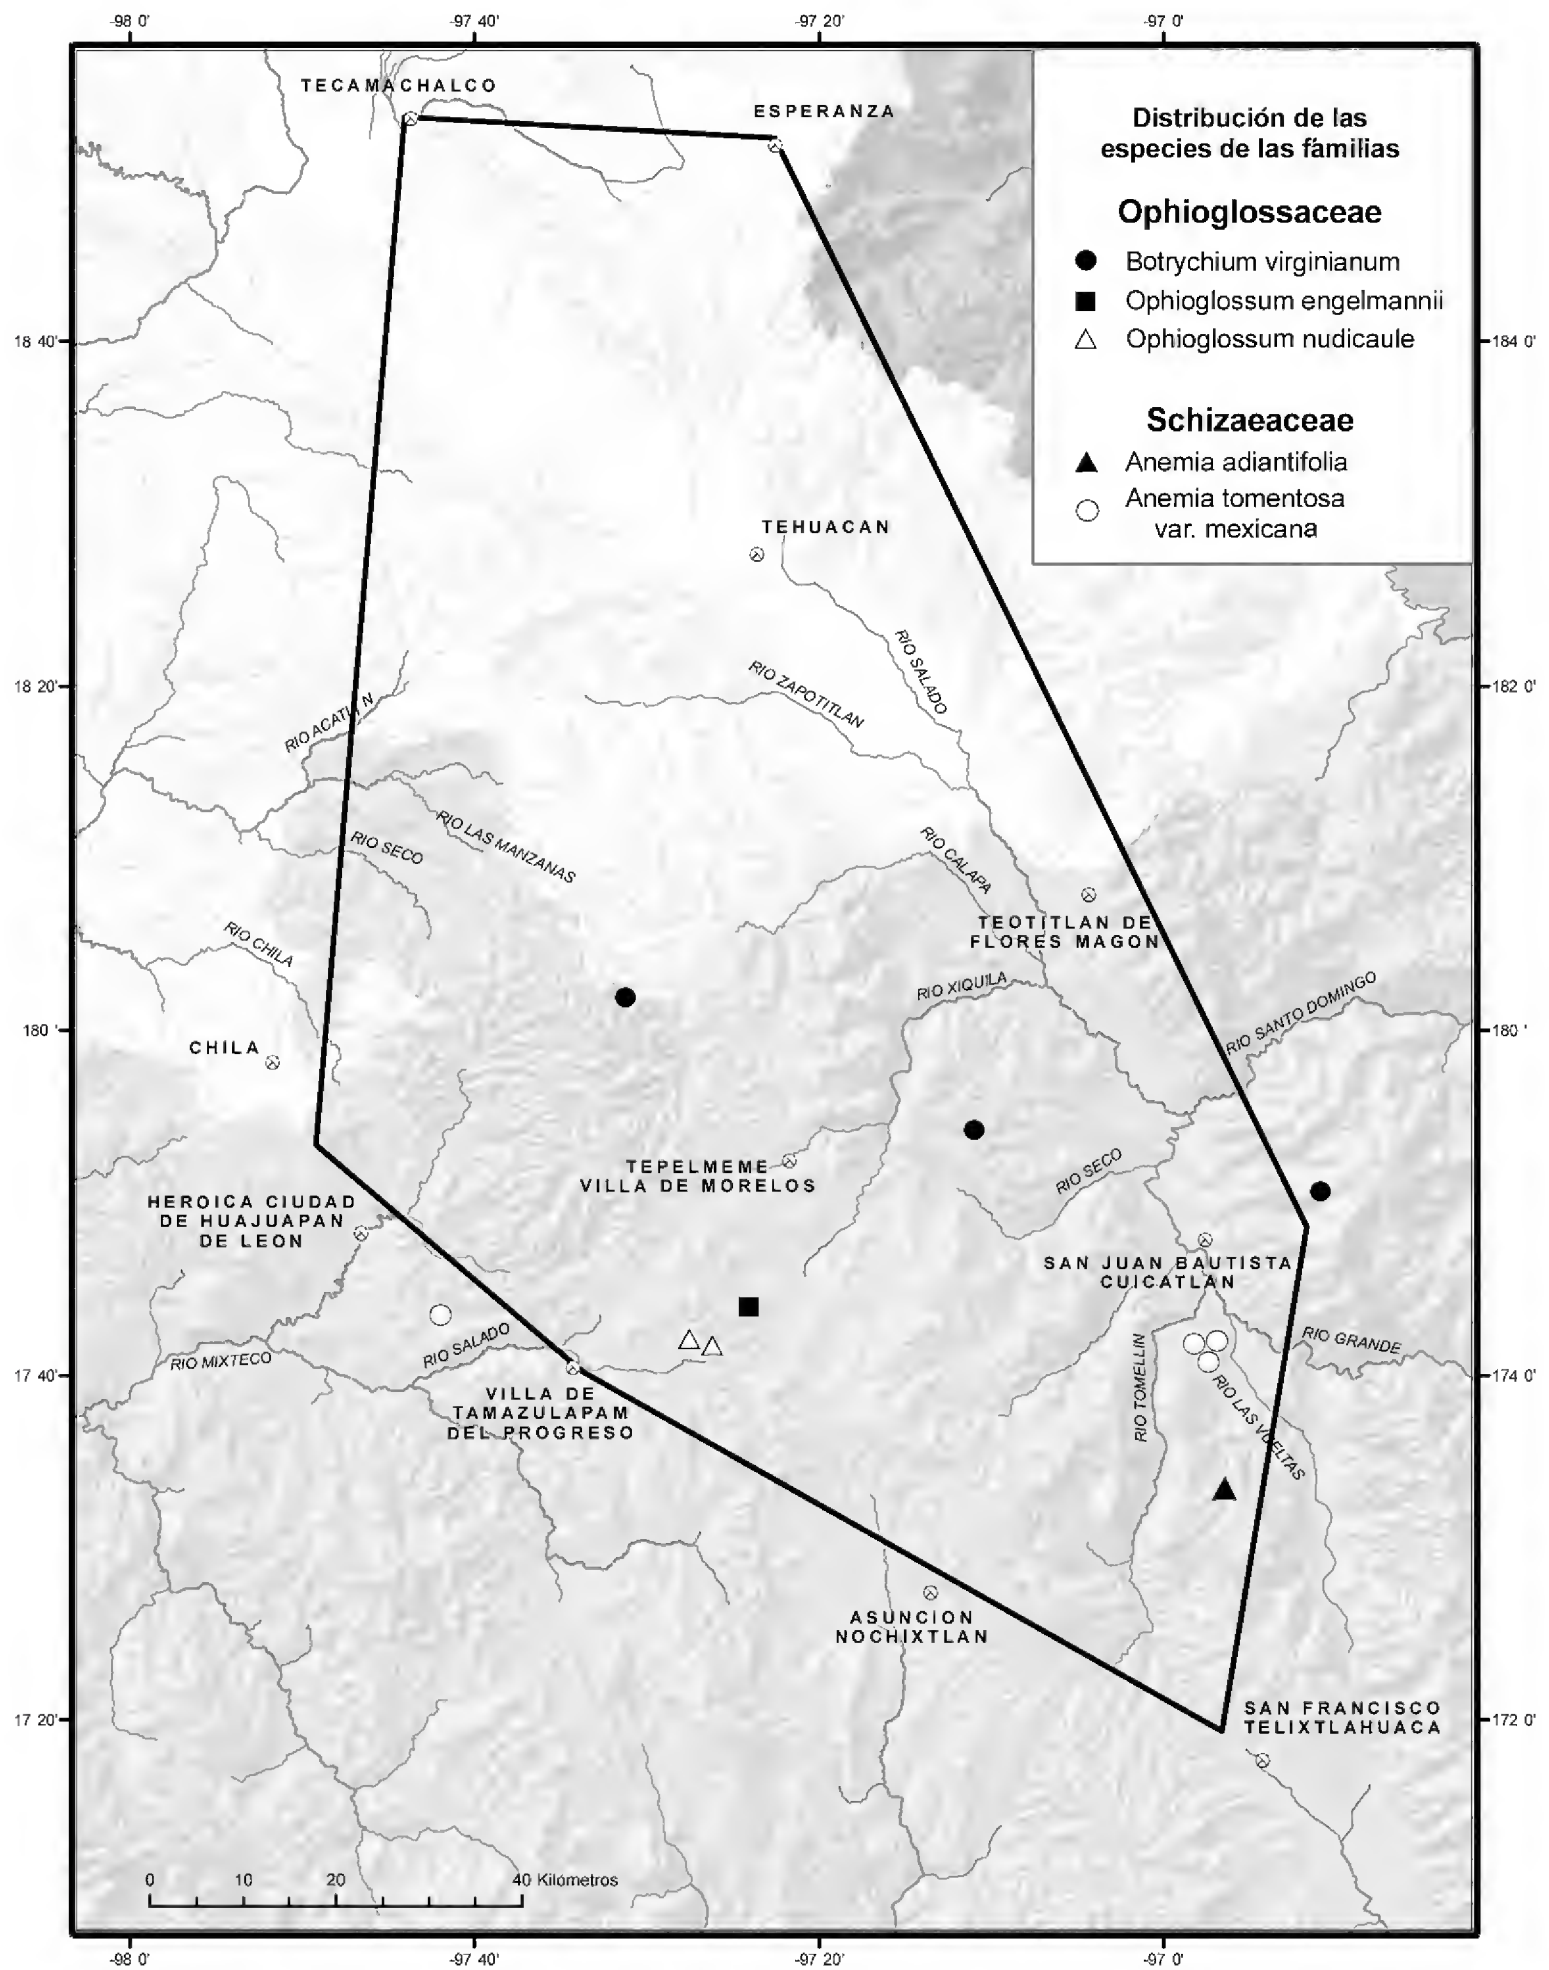 -98 0'
-97 40'
-97 20'
-97 0'
TECAMACHALCO
ESPERANZA
Distribución de las
especies de las familias
Ophioglossaceae
Botrychium virginianum
Ophioglossum engelmannii
Ophioglossum nudicaule
Schizaeaceae
Anemia adiantifolia
Anemia tomentosa
var. mexicana
18 40'
184 0'
TEHUACAN
RIO SALADO
RIO ZAPOTITLAN
18 20'
182 0'
RIO ACATL N
RIO LAS MANZANAS
RIO SECO
RIO CALAPA
TEOTITLAN DE
FLORES MAGON
RIO CHILA
RIO XIQUILA
RIO SANTO DOMINGO
180 '
180 '
CHILA
TEPELMEME
VILLA DE MORELOS
RIO SECO
HEROICA CIUDAD
DE HUAJUAPAN
DE LEON
SAN JUAN BAUTISTA
CUICATLAN
RIO SALADO
RIO MIXTECO
RIO GRANDE
RIO TOMELLIN
RIO LAS VUELTAS
17 40'
174 0'
VILLA DE
TAMAZULAPAM
DEL PROGRESO
ASUNCION
NOCHIXTLAN
17 20'
172 0'
SAN FRANCISCO
TELIXTLAHUACA
0 10 20 40 Kilómetros
-98 0'
-97 40'
-97 20'
-97 0'